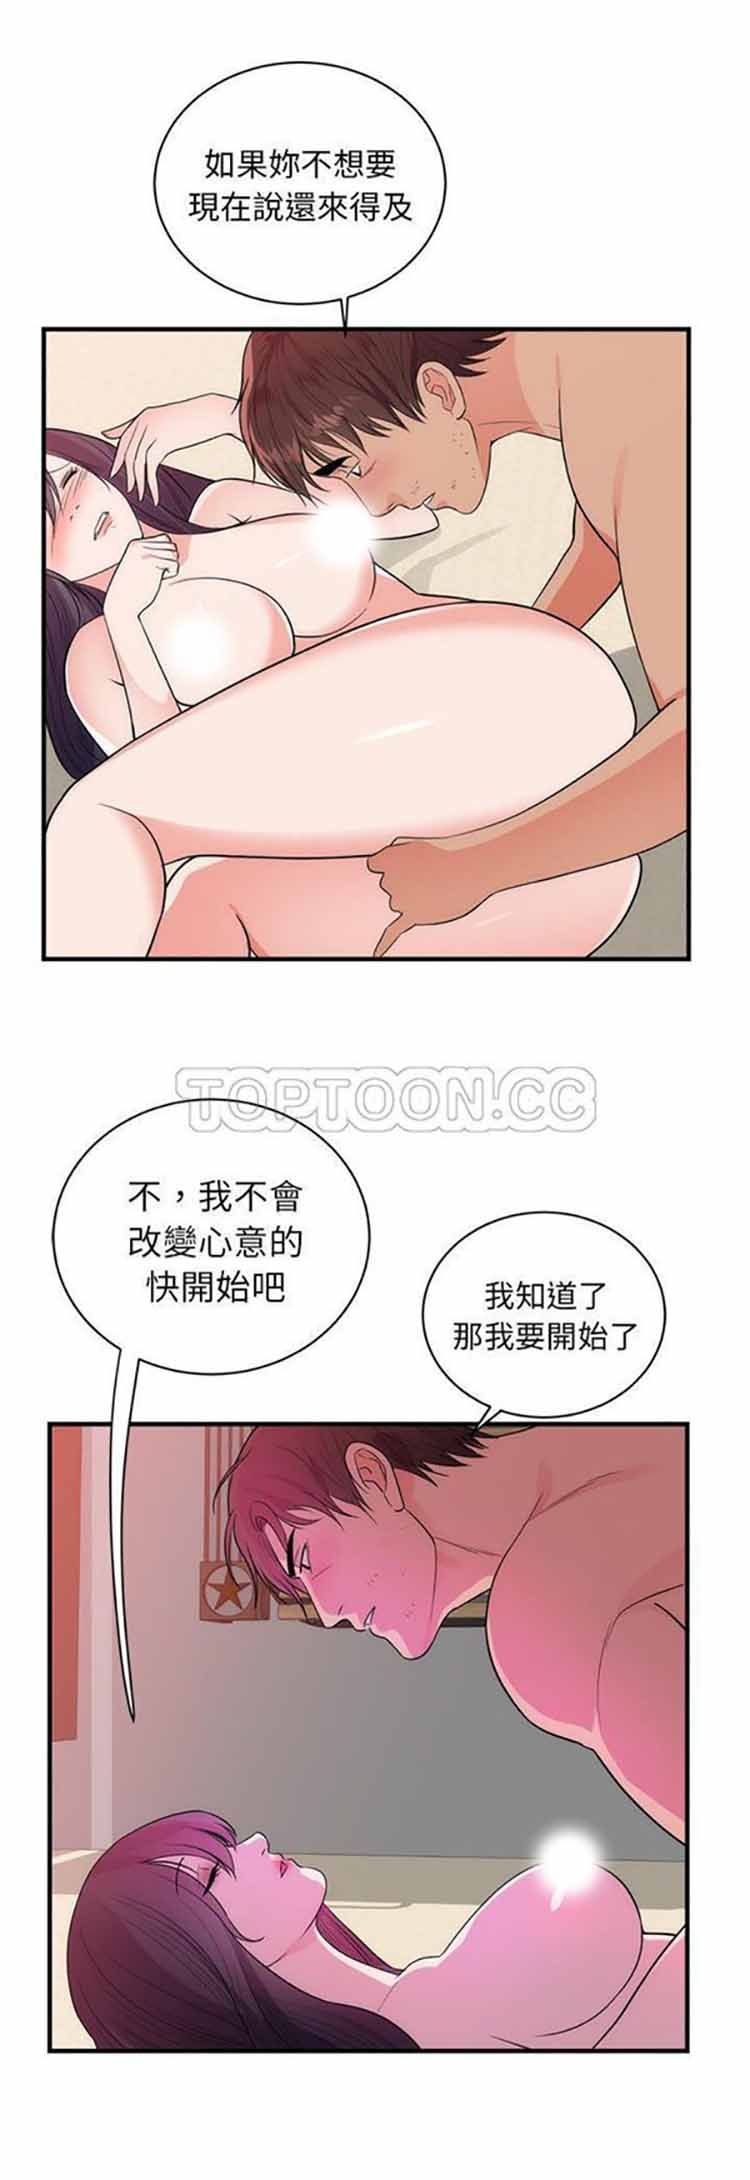 如果妳不想要
現在說還來得及
TOPTOON.CC
不，我不會
改變心意的
快開始吧
我知道了
那我要開始了